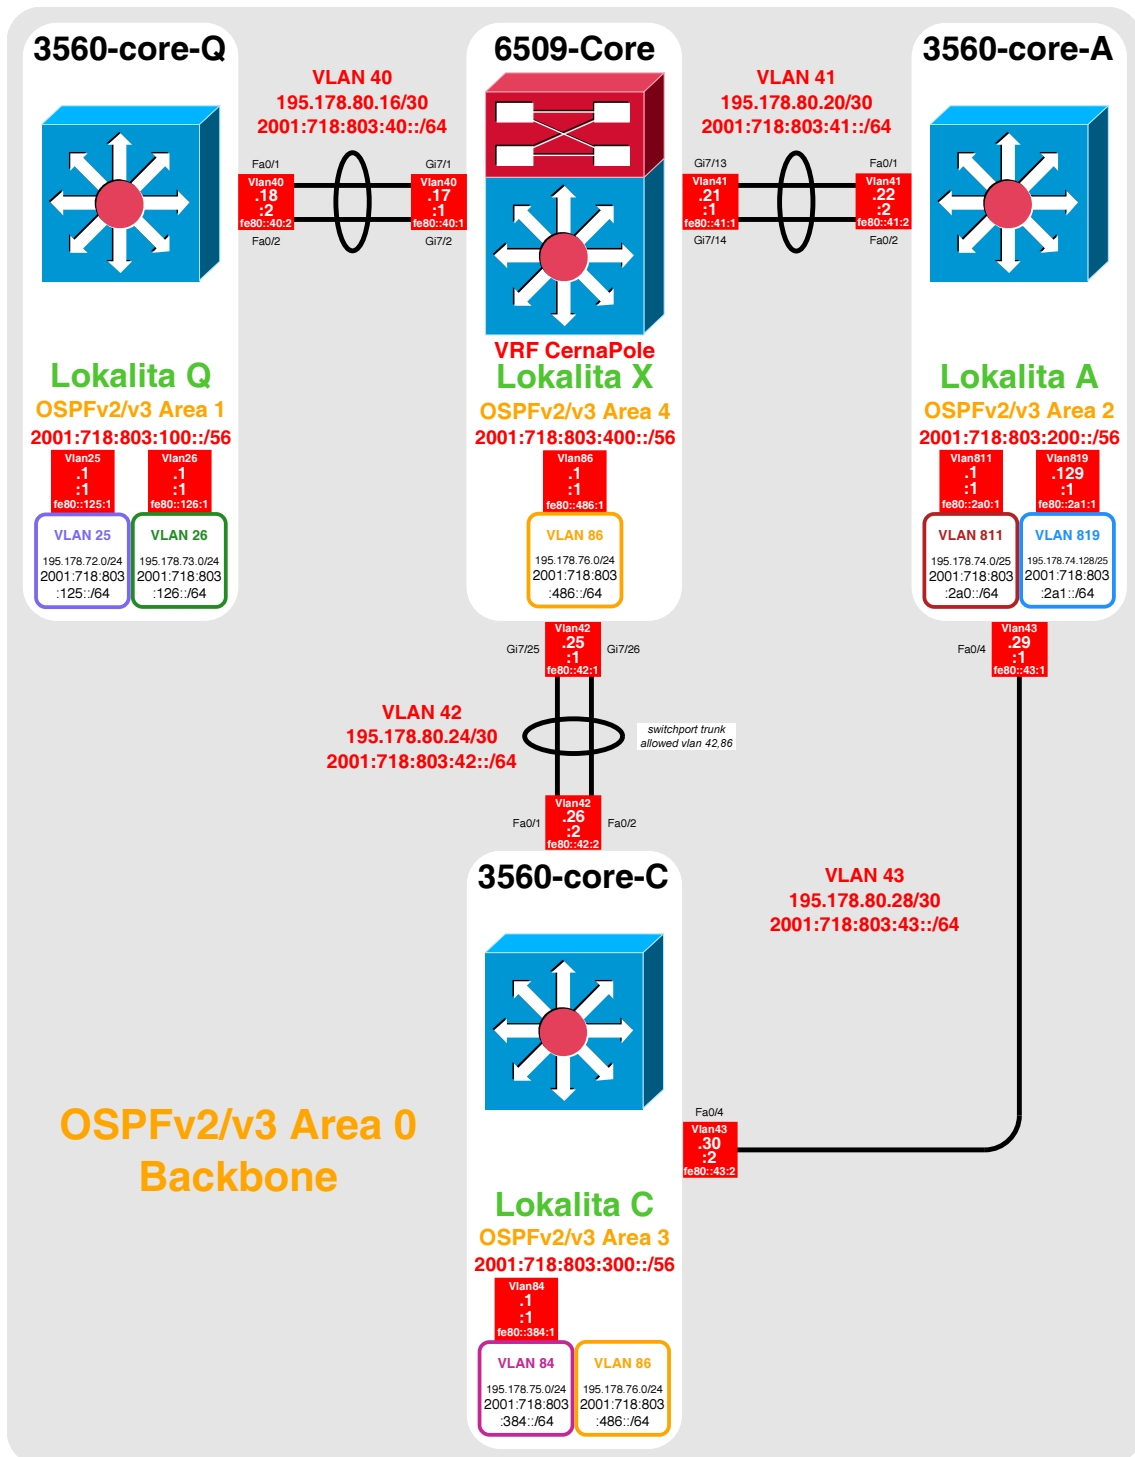 3560-core-Q
6509-Core
3560-core-A
VLAN 40
195.178.80.16/30
2001:718:803:40::/64
VLAN 41
195.178.80.20/30
2001:718:803:41::/64
Fa0/1
Vlan40
.18
:2
fe80::40:2
Fa0/2
Gi7/1
Vlan40
.17
:1
fe80::40:1
Gi7/2
Gi7/13
Vlan41
.21
:1
fe80::41:1
Gi7/14
Fa0/1
Vlan41
.22
:2
fe80::41:2
Fa0/2
Lokalita Q
OSPFv2/v3 Area 1
2001:718:803:100::/56
Vlan25
.1
:1
fe80::125:1
Vlan26
.1
:1
fe80::126:1
VLAN 25
195.178.72.0/24
2001:718:803
:125::/64
VLAN 26
195.178.73.0/24
2001:718:803
:126::/64
VRF CernaPole
Lokalita X
OSPFv2/v3 Area 4
2001:718:803:400::/56
Vlan86
.1
:1
fe80::486:1
VLAN 86
195.178.76.0/24
2001:718:803
:486::/64
Lokalita A
OSPFv2/v3 Area 2
2001:718:803:200::/56
Vlan811
.1
:1
fe80::2a0:1
Vlan819
.129
:1
fe80::2a1:1
VLAN 811
195.178.74.0/25
2001:718:803
:2a0::/64
VLAN 819
195.178.74.128/25
2001:718:803
:2a1::/64
Gi7/25
Vlan42
.25
:1
fe80::42:1
Gi7/26
Fa0/4
Vlan43
.29
:1
fe80::43:1
VLAN 42
195.178.80.24/30
2001:718:803:42::/64
switchport trunk
allowed vlan 42,86
Fa0/1
Vlan42
.26
:2
fe80::42:2
Fa0/2
3560-core-C
VLAN 43
195.178.80.28/30
2001:718:803:43::/64
OSPFv2/v3 Area 0
Backbone
Fa0/4
Vlan43
.30
:2
fe80::43:2
Lokalita C
OSPFv2/v3 Area 3
2001:718:803:300::/56
Vlan84
.1
:1
fe80::384:1
VLAN 84
195.178.75.0/24
2001:718:803
:384::/64
VLAN 86
195.178.76.0/24
2001:718:803
:486::/64